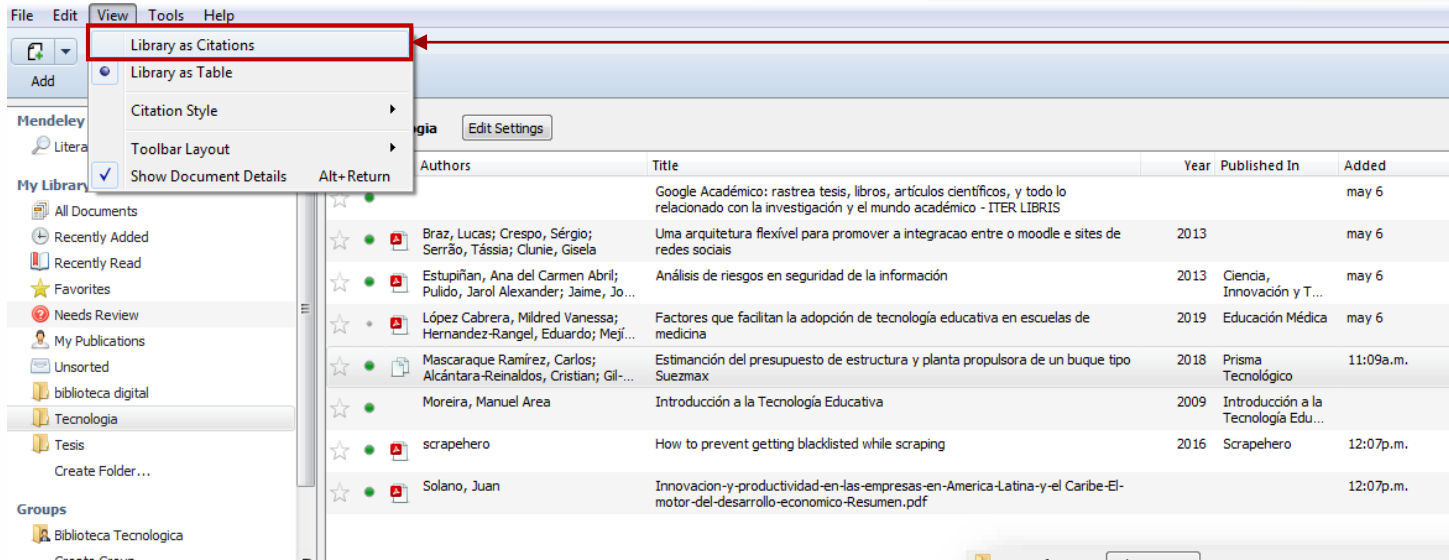 File Edit View Tools Help
Library as Citations
Library as Table
Citation Style
Toolbar Layout
Show Document Details Alt+Return
Add
Mendeley
Litera
My Library
All Documents
Recently Added
Recently Read
Favorites
Needs Review
My Publications
Unsorted
biblioteca digital
Tecnologia
Tesis
Create Folder...
Groups
Biblioteca Tecnologica
Create Group
ogia Edit Settings
Authors Title Year Published In Added
Google Académico: rastrea tesis, libros, artículos científicos, y todo lo may 6
relacionado con la investigación y el mundo académico - ITER LIBRIS
Braz, Lucas; Crespo, Sérgio; Uma arquitetura flexível para promover a integracao entre o moodle e sites de 2013 may 6
Serrão, Tássia; Clunie, Gisela redes sociais
Estupiñan, Ana del Carmen Abril; Análisis de riesgos en seguridad de la información 2013 Ciencia, may 6
Pulido, Jarol Alexander; Jaime, Jo... Innovación y T...
López Cabrera, Mildred Vanessa; Factores que facilitan la adopción de tecnología educativa en escuelas de 2019 Educación Médica may 6
Hernandez-Rangel, Eduardo; Mejí... medicina
Mascaraque Ramírez, Carlos; Estimanción del presupuesto de estructura y planta propulsora de un buque tipo 2018 Prisma 11:09a.m.
Alcántara-Reinaldos, Cristian; Gil-... Suezmax Tecnológico
Moreira, Manuel Area Introducción a la Tecnología Educativa 2009 Introducción a la
Tecnología Edu...
scrapehero How to prevent getting blacklisted while scraping 2016 Scrapehero 12:07p.m.
Solano, Juan Innovacion-y-productividad-en-las-empresas-en-America-Latina-y-el Caribe-El- 12:07p.m.
motor-del-desarrollo-economico-Resumen.pdf